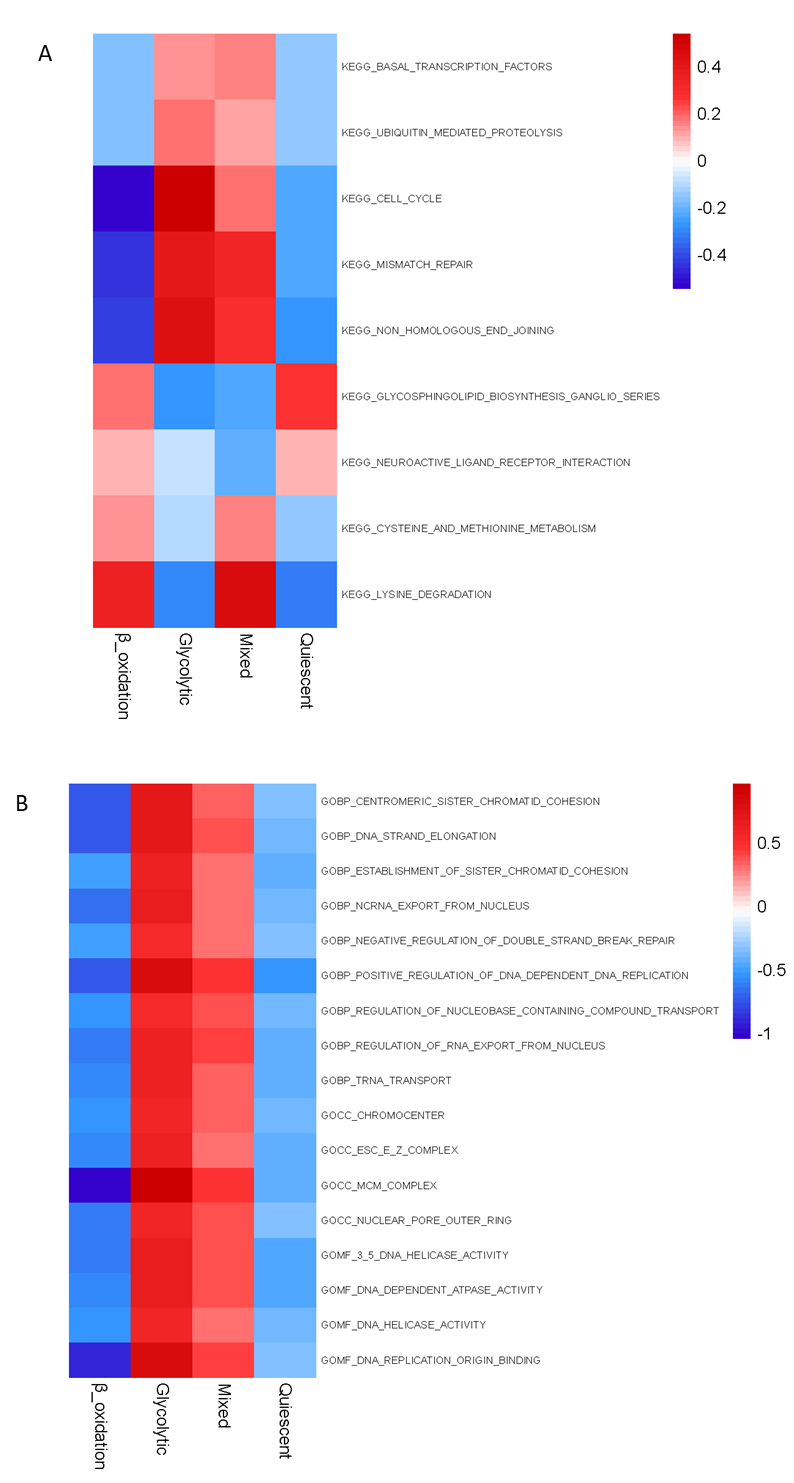 A
KEGG_BASAL_TRANSCRIPTION_FACTORS
KEGG_UBIQUITIN_MEDIATED_PROTEOLYSIS
KEGG_CELL_CYCLE
KEGG_MISMATCH_REPAIR
KEGG_NON_HOMOLOGOUS_END_JOINING
KEGG_GLYCOSPHINGOLIPID_BIOSYNTHESIS_GANGLIO_SERIES
KEGG_NEUROACTIVE_LIGAND_RECEPTOR_INTERACTION
KEGG_CYSTEINE_AND_METHIONINE_METABOLISM
KEGG_LYSINE_DEGRADATION
0.4
0.2
0
-0.2
-0.4
β_oxidation
Glycolytic
Mixed
Quiescent
B
GOBP_CENTROMERIC_SISTER_CHROMATID_COHESION
GOBP_DNA_STRAND_ELONGATION
GOBP_ESTABLISHMENT_OF_SISTER_CHROMATID_COHESION
GOBP_NCRNA_EXPORT_FROM_NUCLEUS
GOBP_NEGATIVE_REGULATION_OF_DOUBLE_STRAND_BREAK_REPAIR
GOBP_POSITIVE_REGULATION_OF_DNA_DEPENDENT_DNA_REPLICATION
GOBP_REGULATION_OF_NUCLEOBASE_CONTAINING_COMPOUND_TRANSPORT
GOBP_REGULATION_OF_RNA_EXPORT_FROM_NUCLEUS
GOBP_TRNA_TRANSPORT
GOCC_CHROMOCENTER
GOCC_ESC_E_Z_COMPLEX
GOCC_MCM_COMPLEX
GOCC_NUCLEAR_PORE_OUTER_RING
GOMF_3_5_DNA_HELICASE_ACTIVITY
GOMF_DNA_DEPENDENT_ATPASE_ACTIVITY
GOMF_DNA_HELICASE_ACTIVITY
GOMF_DNA_REPLICATION_ORIGIN_BINDING
0.5
0
-0.5
-1
β_oxidation
Glycolytic
Mixed
Quiescent